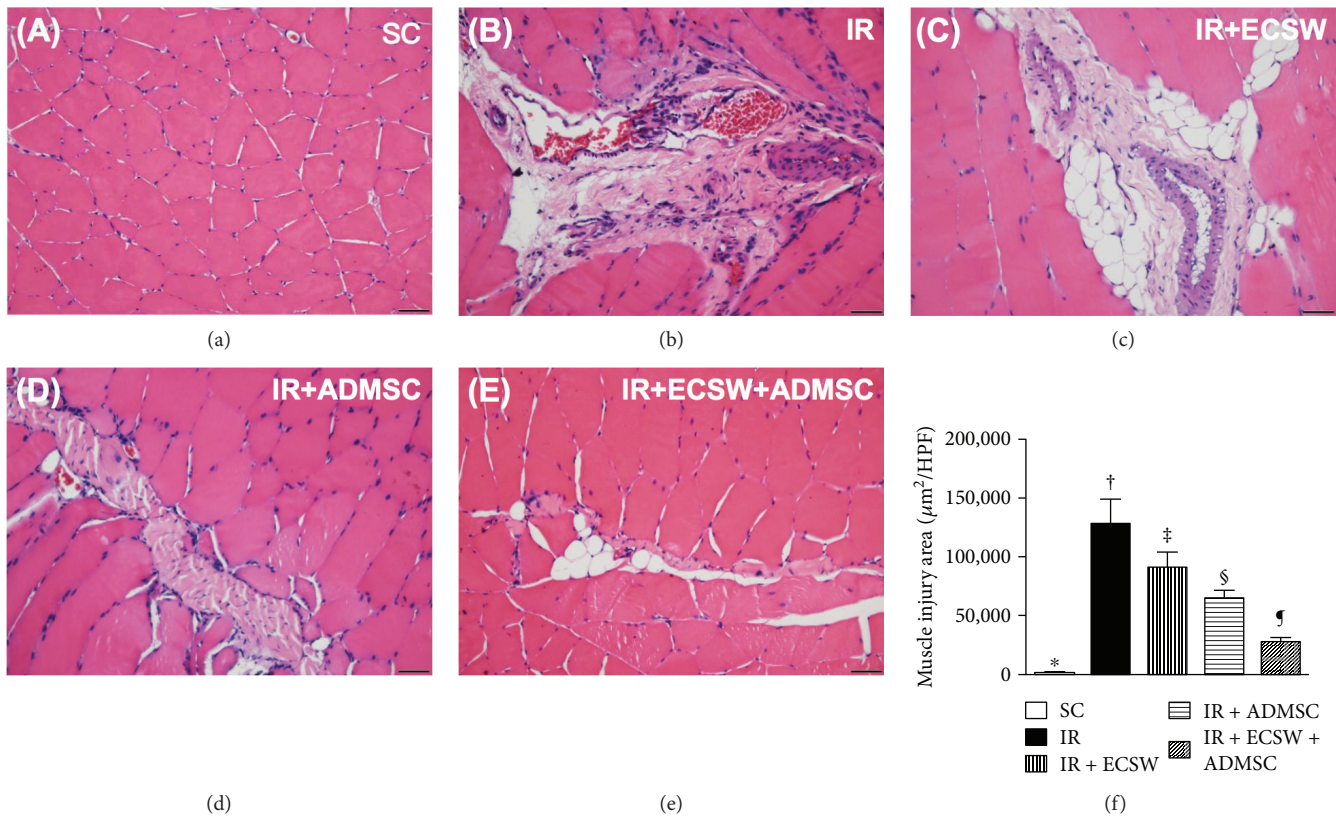 (A) SC
(B) IR
(C) IR+ECSW
(a)
(b)
(c)
(D) IR+ADMSC
(E) IR+ECSW+ADMSC
Muscle injury area (μm²/HPF)
200,000
150,000
100,000
50,000
0
*
†
‡
§
¶
SC
IR
IR + ECSW
IR + ADMSC
IR + ECSW +
ADMSC
(d)
(e)
(f)